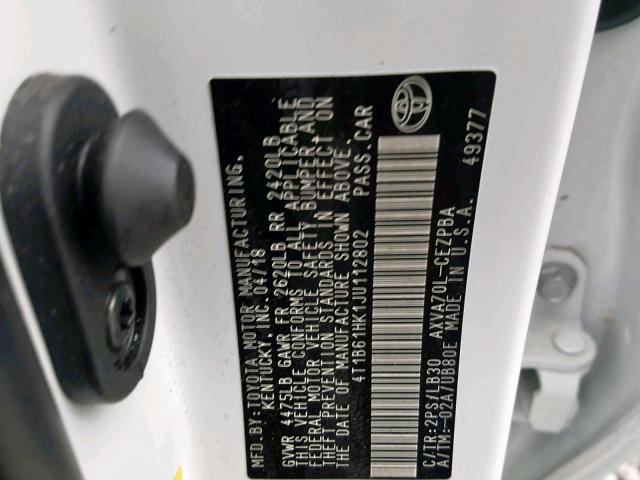 MFD.BY:TOYOTA MOTOR MANUFACTURING,
KENTUCKY, INC. 04/18
GVWR 4475LB GAWR FR 2620LB RR 2420LB
THIS VEHICLE CONFORMS TO ALL APPLICABLE
FEDERAL MOTOR VEHICLE SAFETY, BUMPER, AND
THEFT PREVENTION STANDARDS IN EFFECT ON
THE DATE OF MANUFACTURE SHOWN ABOVE.
4T1B61HK1JU112802 PASS.CAR
C/TR:2PS/LB30 AXVA70L-CEZPBA
A/TM:-02A/UB80E MADE IN U.S.A. 49377